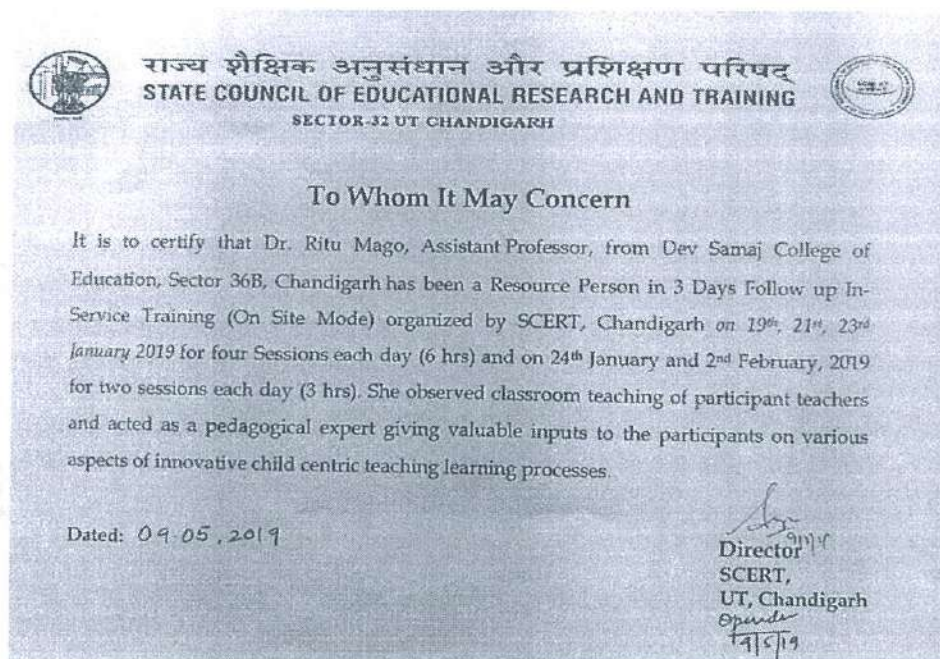 राज्य शैक्षिक अनुसंधान और प्रशिक्षण परिषद्
STATE COUNCIL OF EDUCATIONAL RESEARCH AND TRAINING
SECTOR-32 UT CHANDIGARH
To Whom It May Concern
It is to certify that Dr. Ritu Mago, Assistant Professor, from Dev Samaj College of
Education, Sector 36B, Chandigarh has been a Resource Person in 3 Days Follow up In-
Service Training (On Site Mode) organized by SCERT, Chandigarh on 19th, 21st, 23rd
January 2019 for four Sessions each day (6 hrs) and on 24th January and 2nd February, 2019
for two sessions each day (3 hrs). She observed classroom teaching of participant teachers
and acted as a pedagogical expert giving valuable inputs to the participants on various
aspects of innovative child centric teaching learning processes.
Dated: 09.05.2019
Director
SCERT,
UT, Chandigarh
9/5/19